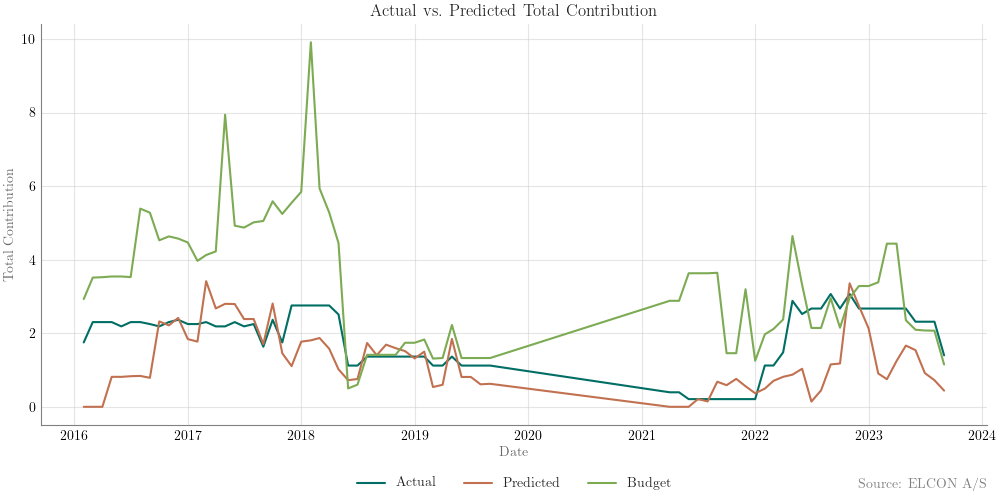 Actual vs. Predicted Total Contribution
Total Contribution
10
8
6
4
2
0
2016 2017 2018 2019 2020 2021 2022 2023 2024
Date
Actual Predicted Budget
Source: ELCON A/S